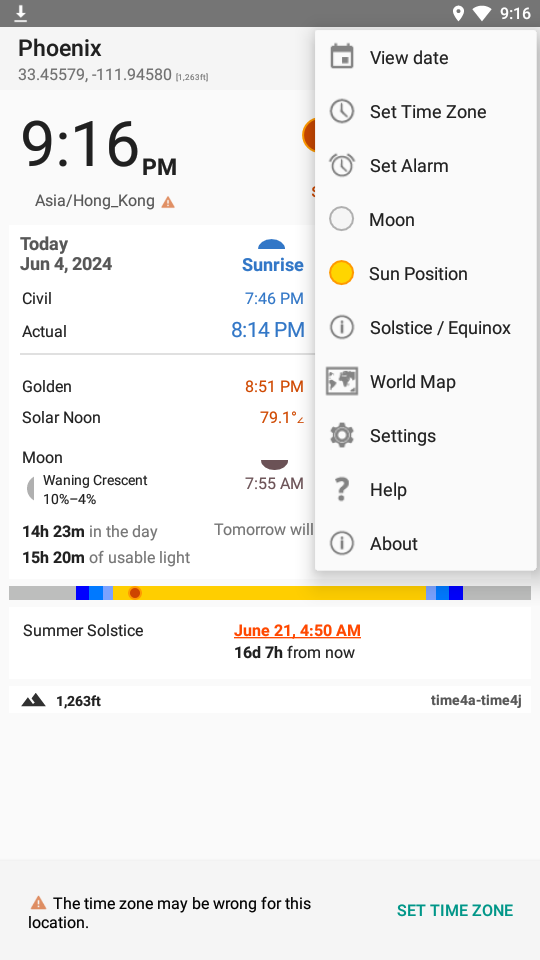 9:16
Phoenix
33.45579, -111.94580 [1,263ft]
9:16 PM
Asia/Hong_Kong
Today
Jun 4, 2024
Sunrise
Civil
7:46 PM
Actual
8:14 PM
Golden
8:51 PM
Solar Noon
79.1°∠
Moon
Waning Crescent
10%–4%
7:55 AM
14h 23m in the day
Tomorrow will
15h 20m of usable light
View date
Set Time Zone
Set Alarm
Moon
Sun Position
Solstice / Equinox
World Map
Settings
Help
About
Summer Solstice
June 21, 4:50 AM
16d 7h from now
1,263ft
time4a-time4j
The time zone may be wrong for this
location.
SET TIME ZONE